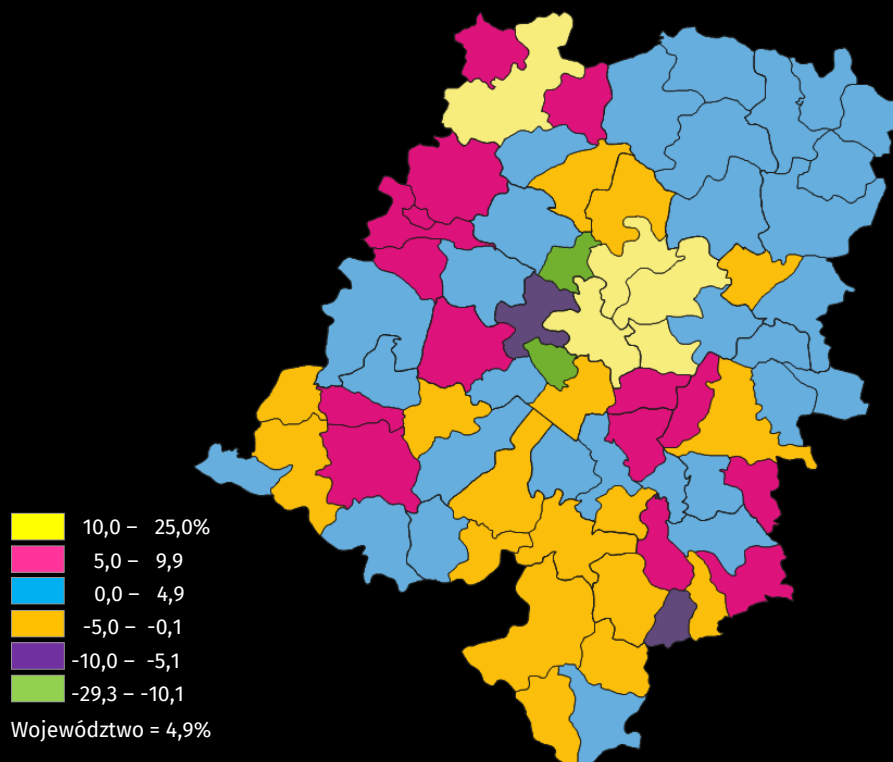 10,0 – 25,0%
5,0 – 9,9
0,0 – 4,9
-5,0 – -0,1
-10,0 – -5,1
-29,3 – -10,1
Województwo = 4,9%